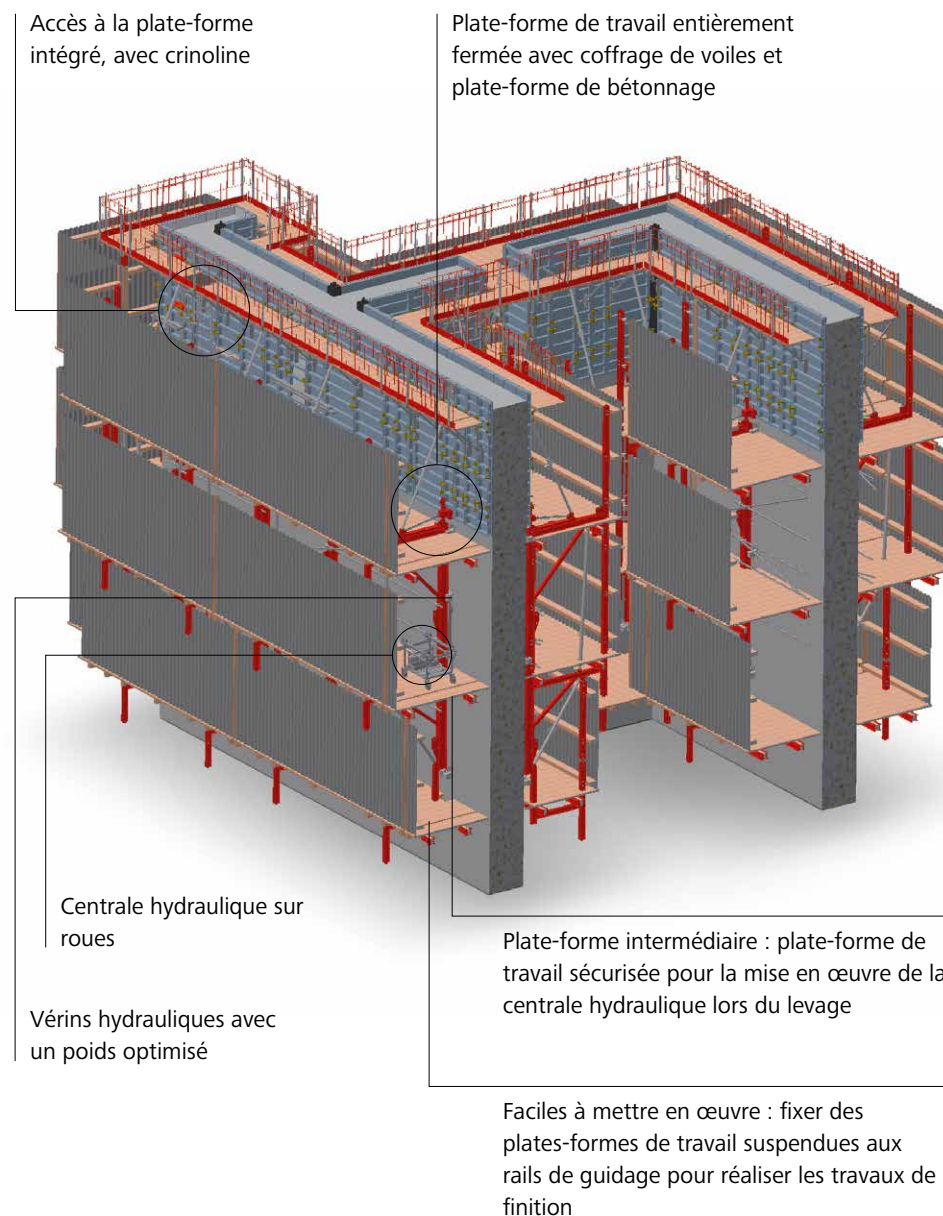 Accès à la plate-forme
intégré, avec crinoline
Plate-forme de travail entièrement
fermée avec coffrage de voiles et
plate-forme de bétonnage
Centrale hydraulique sur
roues
Vérins hydrauliques avec
un poids optimisé
Plate-forme intermédiaire : plate-forme de
travail sécurisée pour la mise en œuvre de la
centrale hydraulique lors du levage
Faciles à mettre en œuvre : fixer des
plates-formes de travail suspendues aux
rails de guidage pour réaliser les travaux de
finition